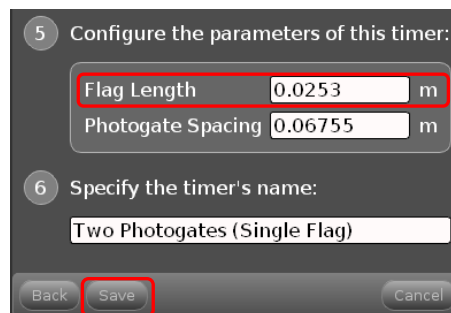 5 Configure the parameters of this timer:
Flag Length 0.0253 m
Photogate Spacing 0.06755 m
6 Specify the timer's name:
Two Photogates (Single Flag)
Back Save Cancel